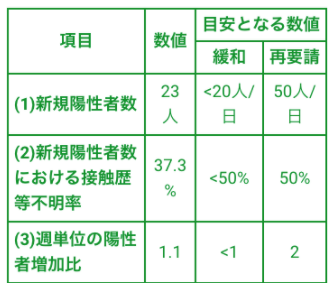 項目
数値
目安となる数値
緩和
再要請
(1)新規陽性者数
23
人
<20人/
日
50人/
日
(2)新規陽性者数
における接触歴
等不明率
37.3
%
<50%
50%
(3)週単位の陽性
者増加比
1.1
<1
2